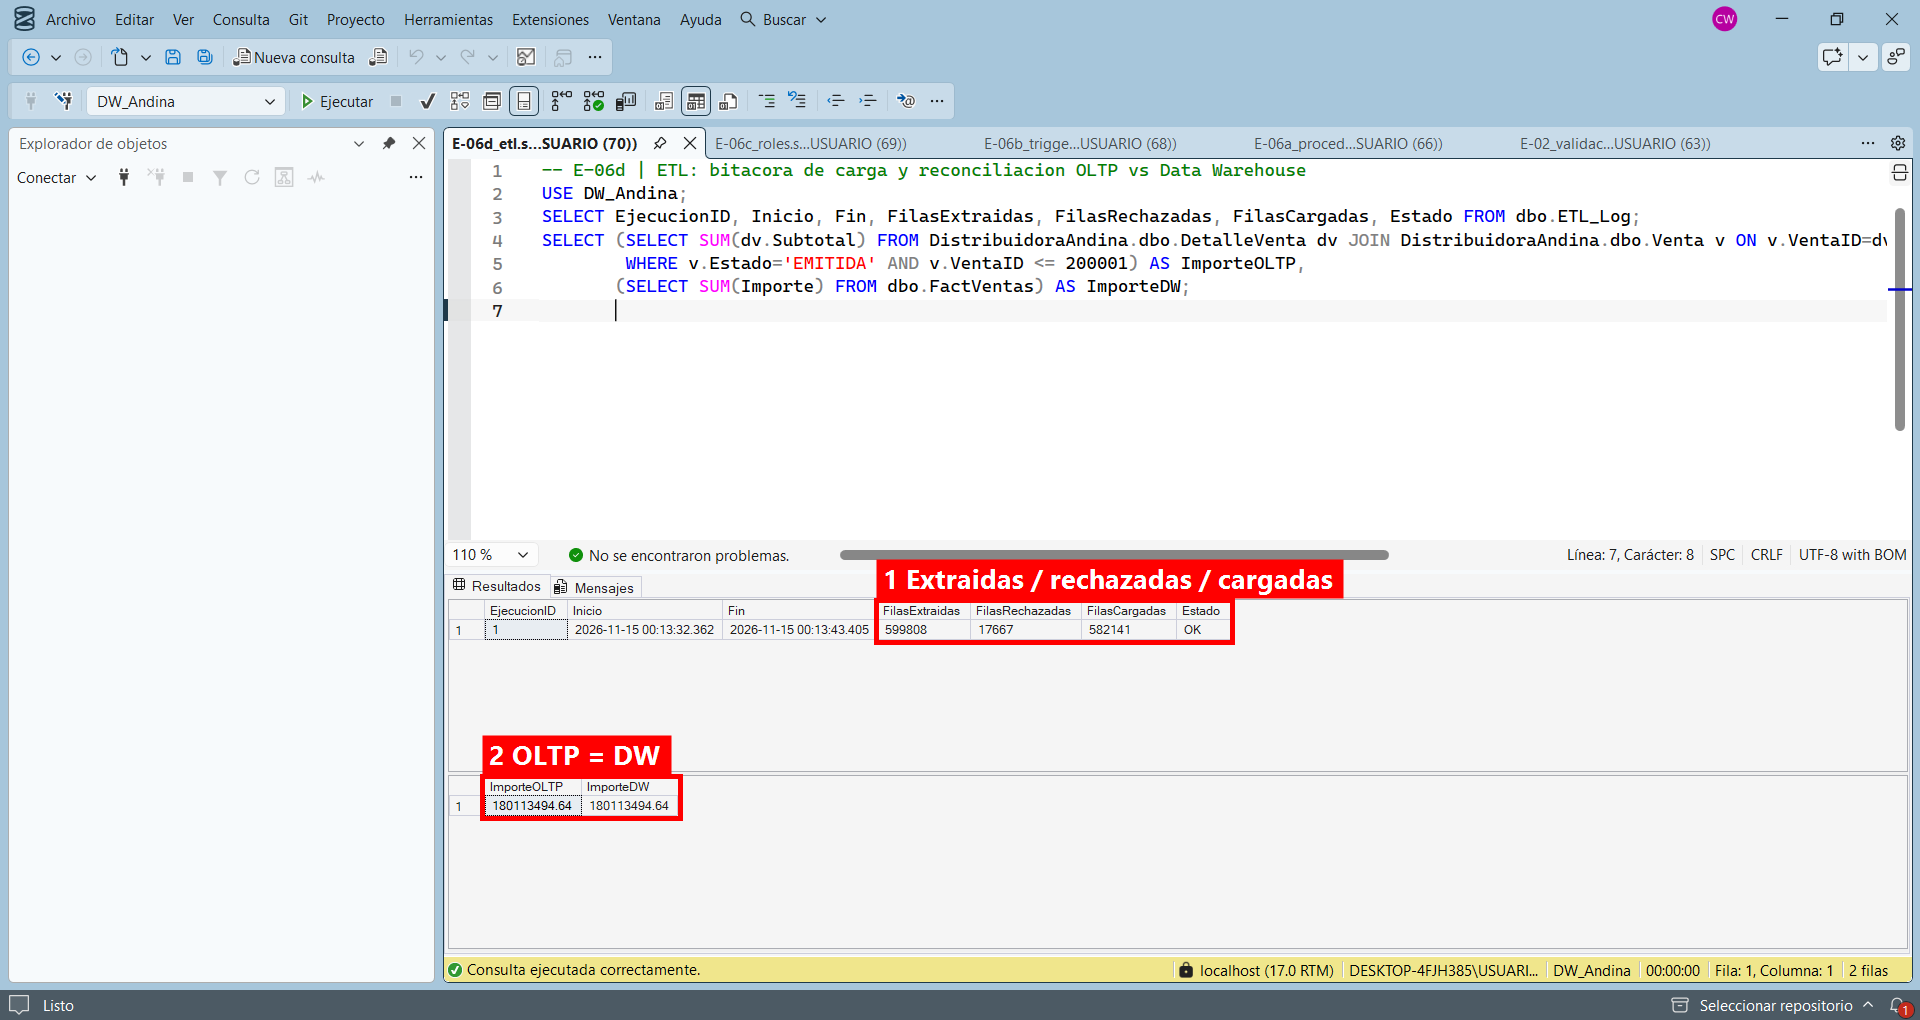 Archivo Editar Ver Consulta Git Proyecto Herramientas Extensiones Ventana Ayuda Buscar CW
Nueva consulta
DW_Andina Ejecutar
Explorador de objetos
Conectar
E-06d_etl.s...SUARIO (70)) E-06c_roles.s...USUARIO (69)) E-06b_trigge...USUARIO (68)) E-06a_proced...SUARIO (66)) E-02_validac...USUARIO (63))
1 -- E-06d | ETL: bitacora de carga y reconciliacion OLTP vs Data Warehouse
2 USE DW_Andina;
3 SELECT EjecucionID, Inicio, Fin, FilasExtraidas, FilasRechazadas, FilasCargadas, Estado FROM dbo.ETL_Log;
4 SELECT (SELECT SUM(dv.Subtotal) FROM DistribuidoraAndina.dbo.DetalleVenta dv JOIN DistribuidoraAndina.dbo.Venta v ON v.VentaID=dv
5 WHERE v.Estado='EMITIDA' AND v.VentaID <= 200001) AS ImporteOLTP,
6 (SELECT SUM(Importe) FROM dbo.FactVentas) AS ImporteDW;
7
110 % No se encontraron problemas. Línea: 7, Carácter: 8 SPC CRLF UTF-8 with BOM
Resultados Mensajes
1 Extraidas / rechazadas / cargadas
EjecucionID Inicio Fin FilasExtraidas FilasRechazadas FilasCargadas Estado
1 1 2026-11-15 00:13:32.362 2026-11-15 00:13:43.405 599808 17667 582141 OK
2 OLTP = DW
ImporteOLTP ImporteDW
1 180113494.64 180113494.64
Consulta ejecutada correctamente. localhost (17.0 RTM) DESKTOP-4FJH385\USUARI... DW_Andina 00:00:00 Fila: 1, Columna: 1 2 filas
Listo Seleccionar repositorio 1